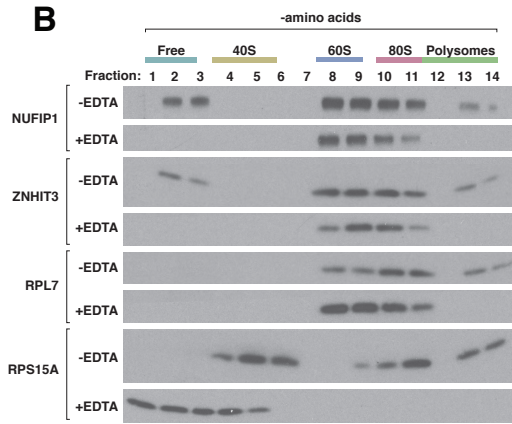 B
-amino acids
Free 40S 60S 80S Polysomes
Fraction: 1 2 3 4 5 6 7 8 9 10 11 12 13 14
NUFIP1
-EDTA
+EDTA
ZNHIT3
-EDTA
+EDTA
RPL7
-EDTA
+EDTA
RPS15A
-EDTA
+EDTA